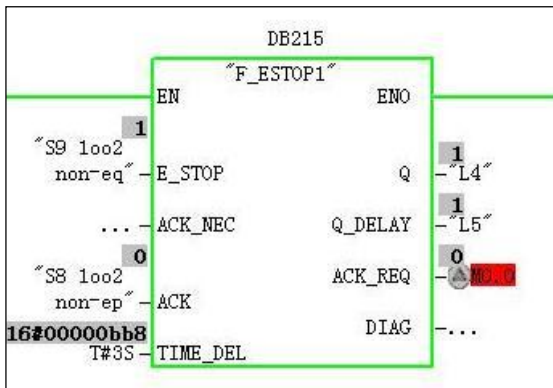 DB215
"F_ESTOP1"
EN ENO
1
"S9 1oo2
non-eq" E_STOP Q 1 "L4"
... ACK_NEC Q_DELAY 1 "L5"
0
"S8 1oo2
non-ep" ACK ACK_REQ 0 M0.0
16#00000bb8
T#3S TIME_DEL DIAG ...